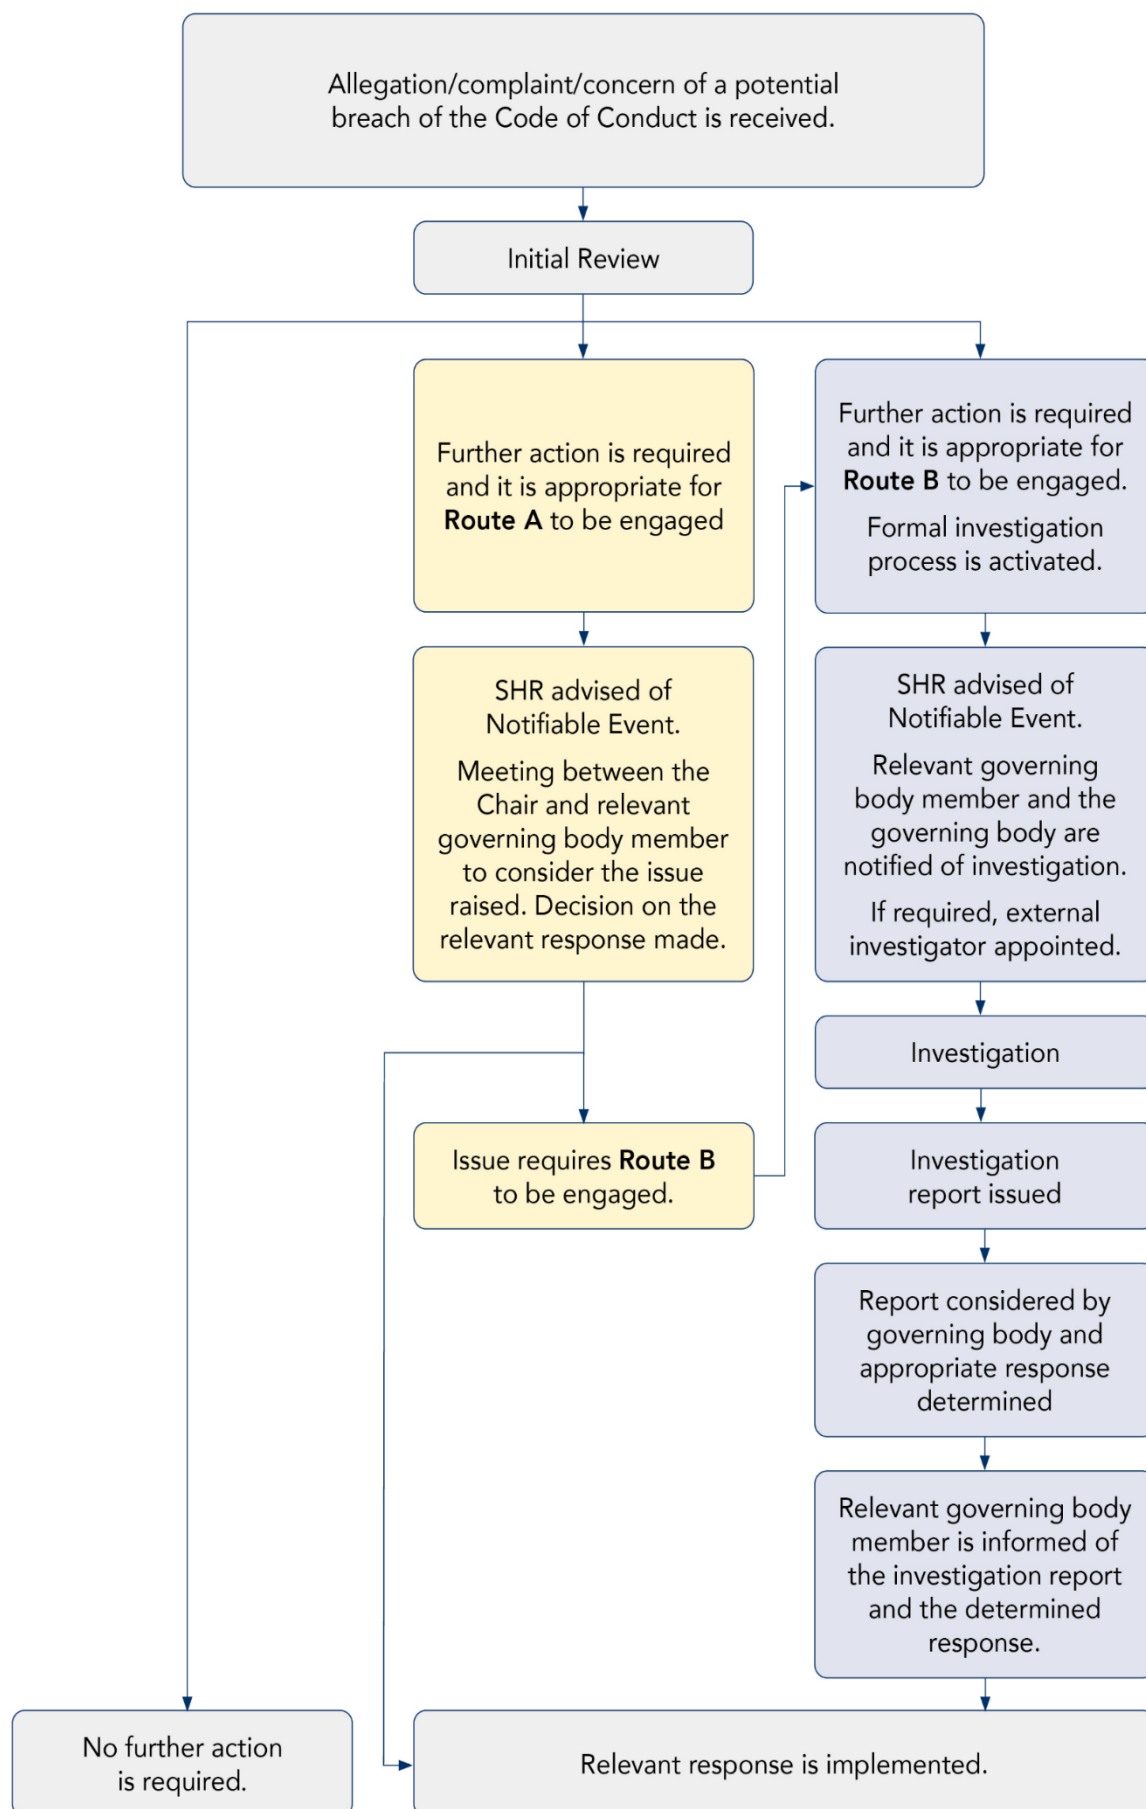 Allegation/complaint/concern of a potential
breach of the Code of Conduct is received.
Initial Review
Further action is required
and it is appropriate for
Route A to be engaged
Further action is required
and it is appropriate for
Route B to be engaged.
Formal investigation
process is activated.
SHR advised of
Notifiable Event.
Meeting between the
Chair and relevant
governing body member
to consider the issue
raised. Decision on the
relevant response made.
SHR advised of
Notifiable Event.
Relevant governing
body member and the
governing body are
notified of investigation.
If required, external
investigator appointed.
Investigation
Issue requires Route B
to be engaged.
Investigation
report issued
Report considered by
governing body and
appropriate response
determined
Relevant governing body
member is informed of
the investigation report
and the determined
response.
No further action
is required.
Relevant response is implemented.